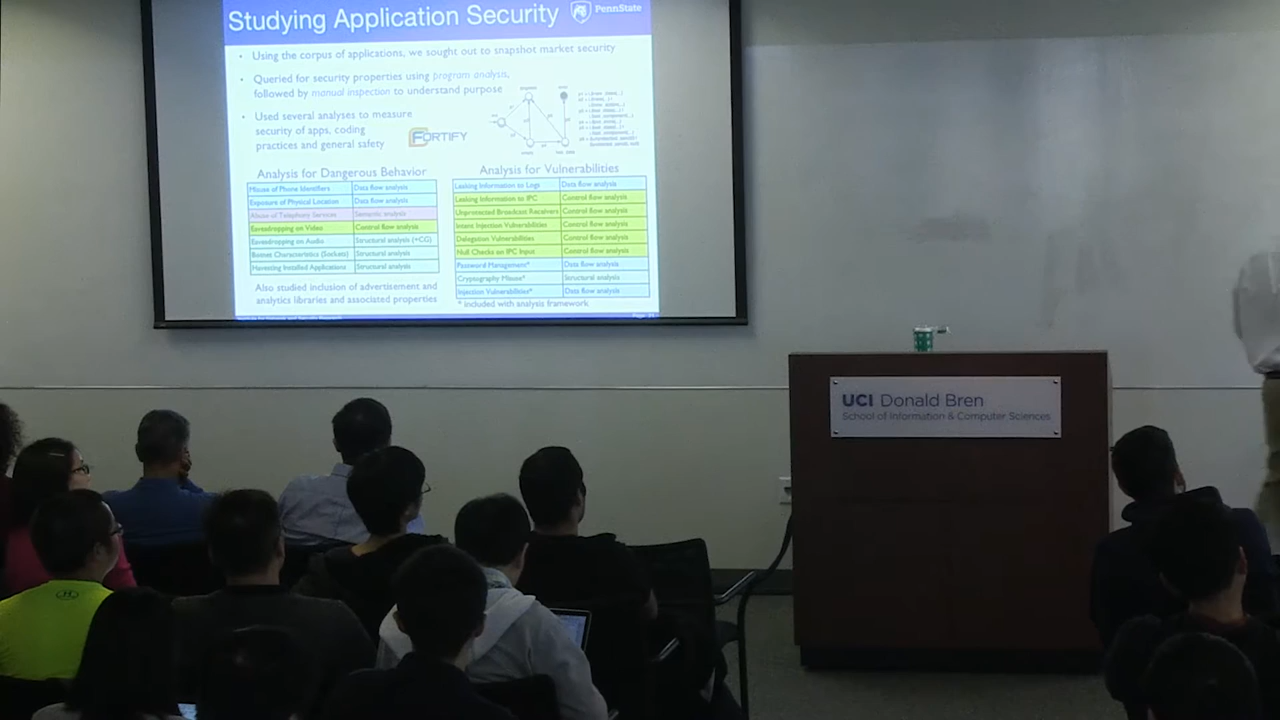 Studying Application Security
PennState
• Using the corpus of applications, we sought out to snapshot market security
• Queried for security properties using program analysis,
followed by manual inspection to understand purpose
• Used several analyses to measure
security of apps, coding
practices and general safety
FORTIFY
Analysis for Dangerous Behavior
Misuse of Phone Identifiers Data flow analysis
Exposure of Physical Location Data flow analysis
Abuse of Telephony Services Semantic analysis
Eavesdropping on Video Control flow analysis
Eavesdropping on Audio Structural analysis (+CG)
Botnet Characteristics (Sockets) Structural analysis
Harvesting Installed Applications Structural analysis
Also studied inclusion of advertisement and
analytics libraries and associated properties
Analysis for Vulnerabilities
Leaking Information to Logs Data flow analysis
Leaking Information to IPC Control flow analysis
Unprotected Broadcast Receivers Control flow analysis
Intent Injection Vulnerabilities Control flow analysis
Delegation Vulnerabilities Control flow analysis
Null Checks on IPC Input Control flow analysis
Password Management* Data flow analysis
Cryptography Misuse* Structural analysis
Injection Vulnerabilities* Data flow analysis
* included with analysis framework
UCI Donald Bren
School of Information & Computer Sciences